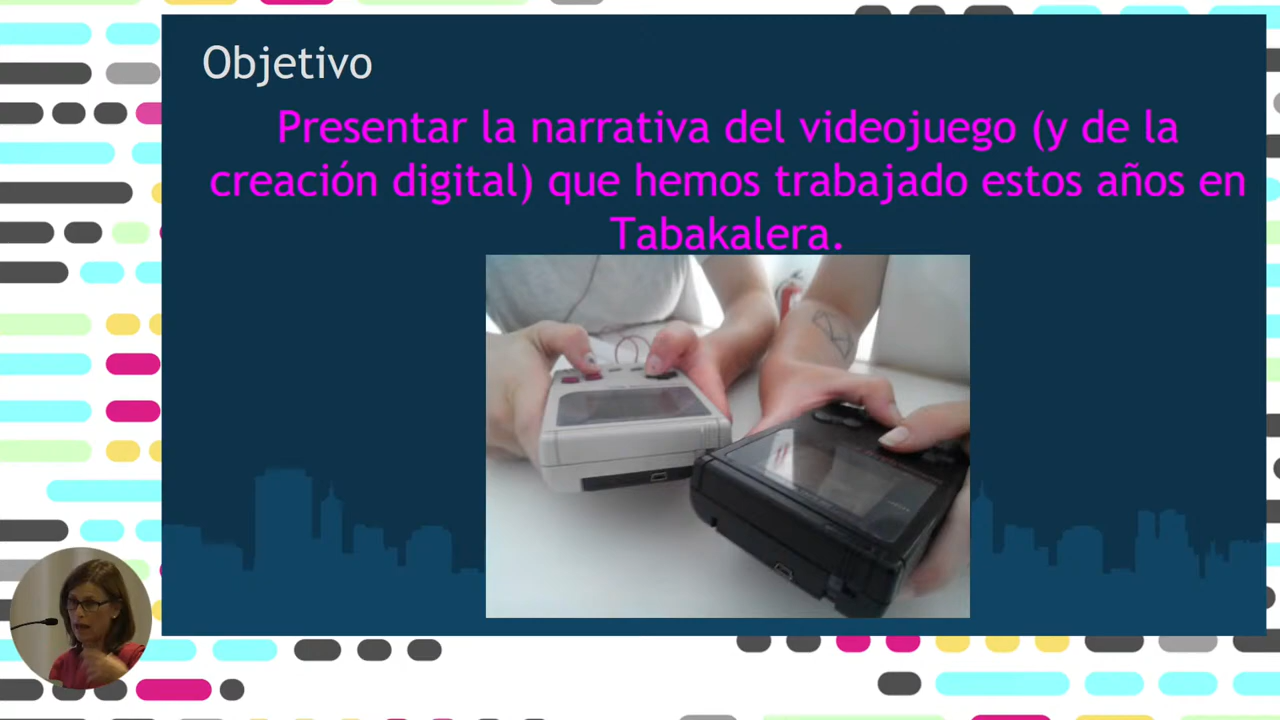 Objetivo
Presentar la narrativa del videojuego (y de la
creación digital) que hemos trabajado estos años en
Tabakalera.